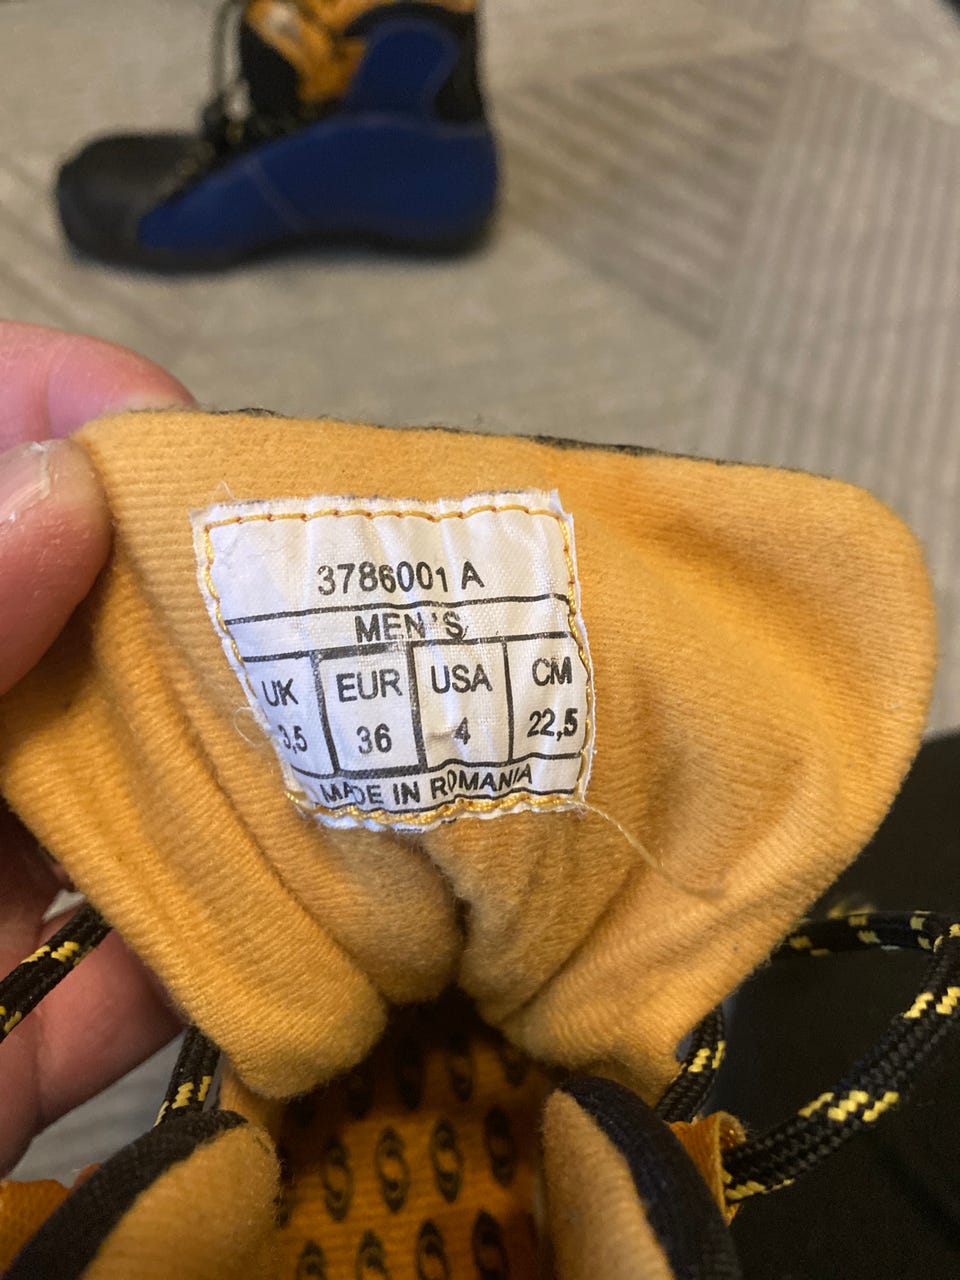 3786001 A
MEN'S
UK EUR USA CM
3,5 36 4 22,5
MADE IN ROMANIA